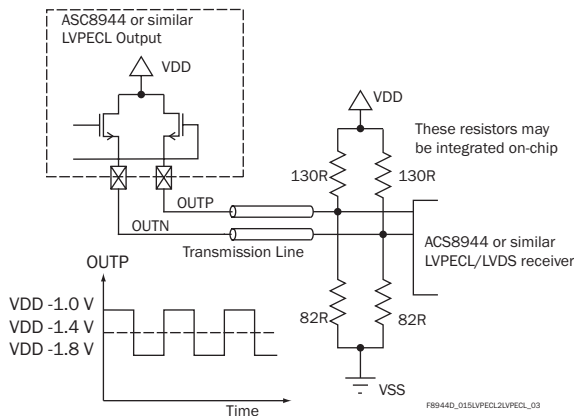 ASC8944 or similar
LVPECL Output
VDD
VDD
These resistors may
be integrated on-chip
130R
130R
OUTP
OUTN
Transmission Line
ACS8944 or similar
LVPECL/LVDS receiver
OUTP
VDD -1.0 V
VDD -1.4 V
VDD -1.8 V
82R
82R
Time
VSS
F8944D_015LVPECL2LVPECL_03